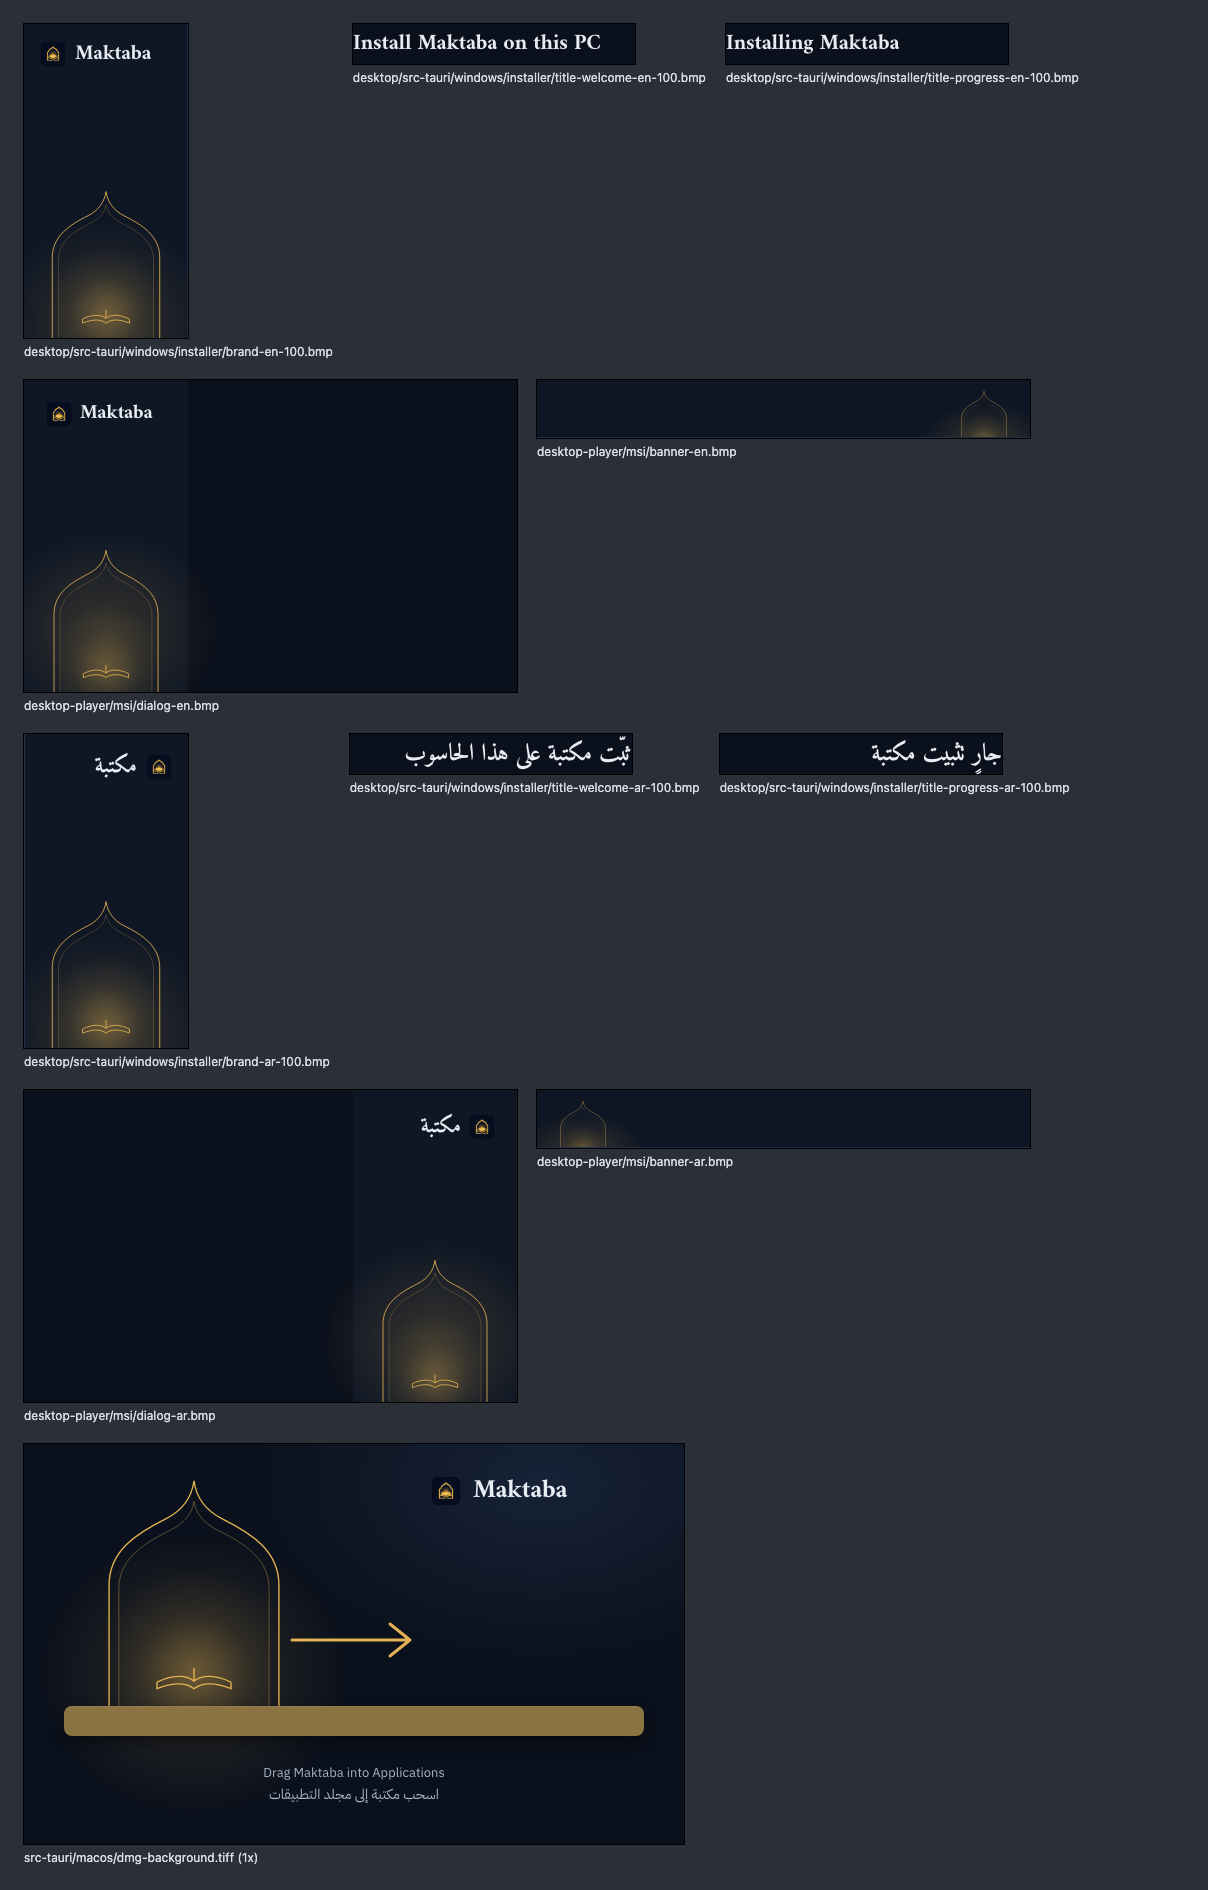 Maktaba
Install Maktaba on this PC
Installing Maktaba
desktop/src-tauri/windows/installer/title-welcome-en-100.bmp
desktop/src-tauri/windows/installer/title-progress-en-100.bmp
desktop/src-tauri/windows/installer/brand-en-100.bmp
Maktaba
desktop-player/msi/banner-en.bmp
desktop-player/msi/dialog-en.bmp
مكتبة
ثبّت مكتبة على هذا الحاسوب
جارٍ تثبيت مكتبة
desktop/src-tauri/windows/installer/title-welcome-ar-100.bmp
desktop/src-tauri/windows/installer/title-progress-ar-100.bmp
desktop/src-tauri/windows/installer/brand-ar-100.bmp
مكتبة
desktop-player/msi/banner-ar.bmp
desktop-player/msi/dialog-ar.bmp
Maktaba
Drag Maktaba into Applications
اسحب مكتبة إلى مجلد التطبيقات
src-tauri/macos/dmg-background.tiff (1x)